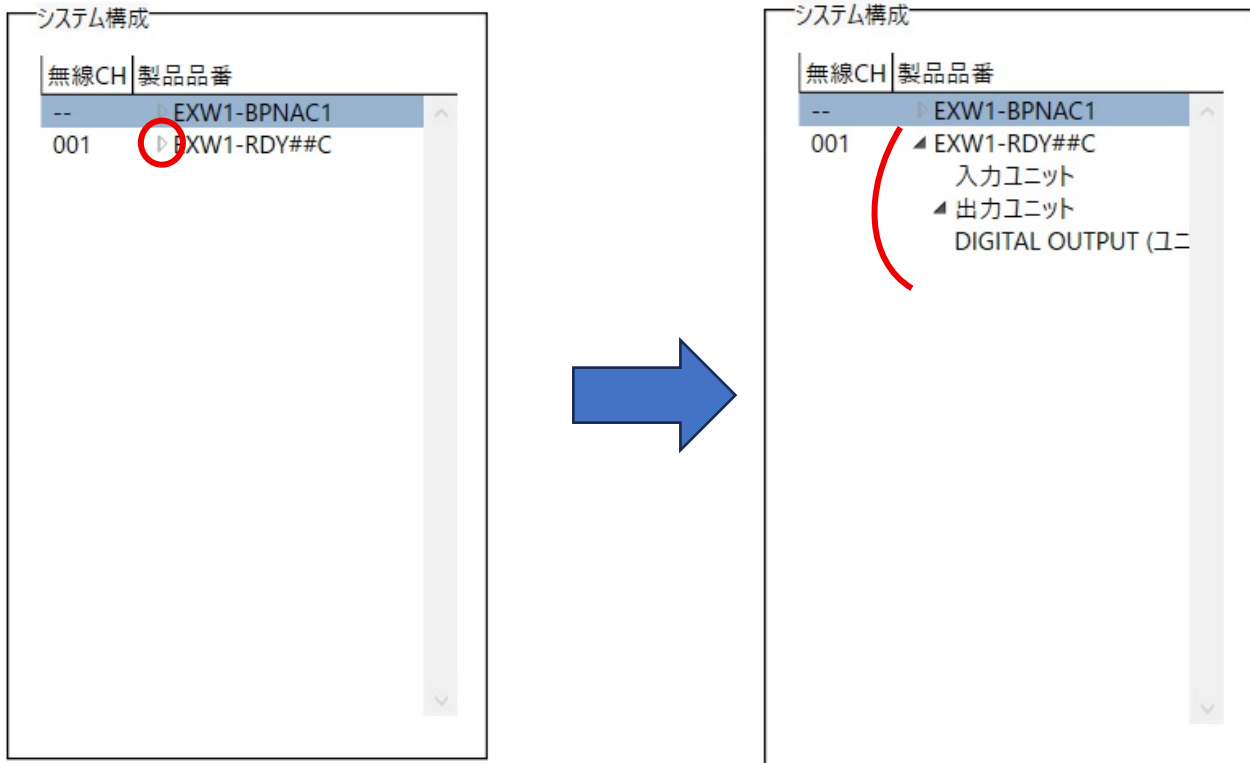 システム構成
無線CH 製品品番
-- EXW1-BPNAC1
001 EXW1-RDY##C
システム構成
無線CH 製品品番
-- EXW1-BPNAC1
001 EXW1-RDY##C
入力ユニット
出力ユニット
DIGITAL OUTPUT (ユニ